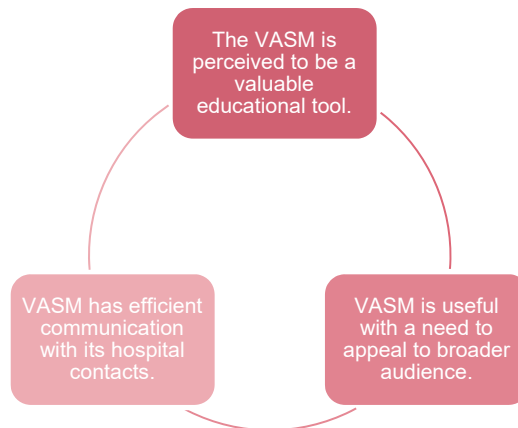 The VASM is
perceived to be a
valuable
educational tool.
VASM has efficient
communication
with its hospital
contacts.
VASM is useful
with a need to
appeal to broader
audience.